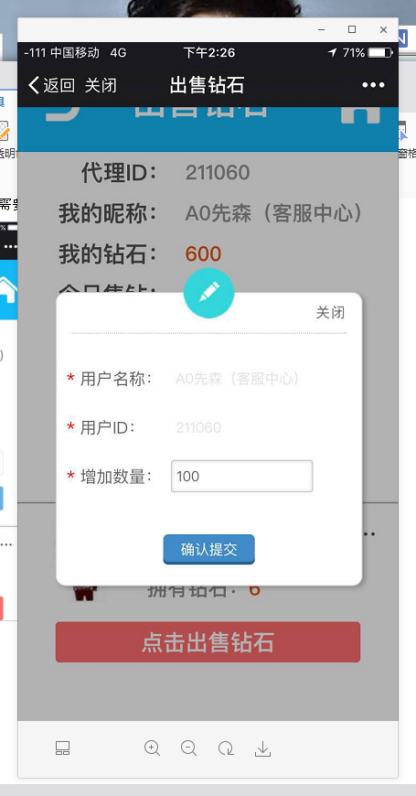 -111 中国移动 4G 下午2:26 71%
返回 关闭 出售钻石
代理ID： 211060
我的昵称： A0先森（客服中心）
我的钻石： 600
关闭
* 用户名称： A0先森（客服中心）
* 用户ID： 211060
* 增加数量： 100
确认提交
拥有钻石：6
点击出售钻石